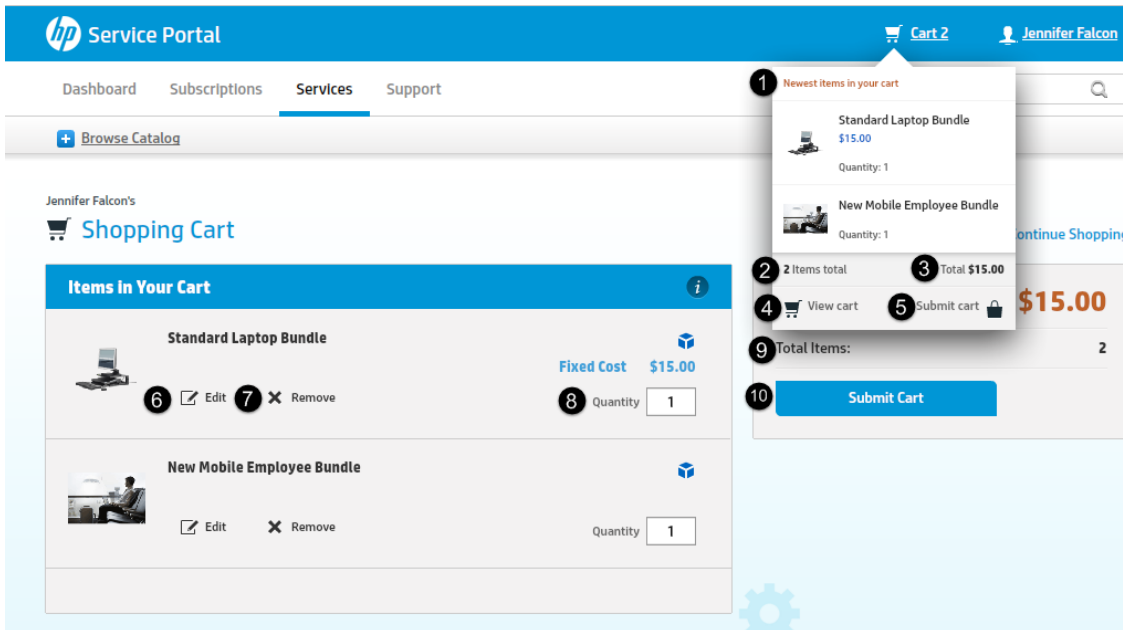 hp Service Portal
Cart 2
Jennifer Falcon
Dashboard Subscriptions Services Support
Browse Catalog
1 Newest items in your cart
Standard Laptop Bundle
$15.00
Quantity: 1
New Mobile Employee Bundle
Quantity: 1
2 2 Items total 3 Total $15.00
4 View cart 5 Submit cart
Jennifer Falcon's
Shopping Cart
ontinue Shopping
Items in Your Cart i
Standard Laptop Bundle
Fixed Cost $15.00
6 Edit 7 Remove 8 Quantity 1
New Mobile Employee Bundle
Edit Remove Quantity 1
$15.00
9 Total Items: 2
10 Submit Cart